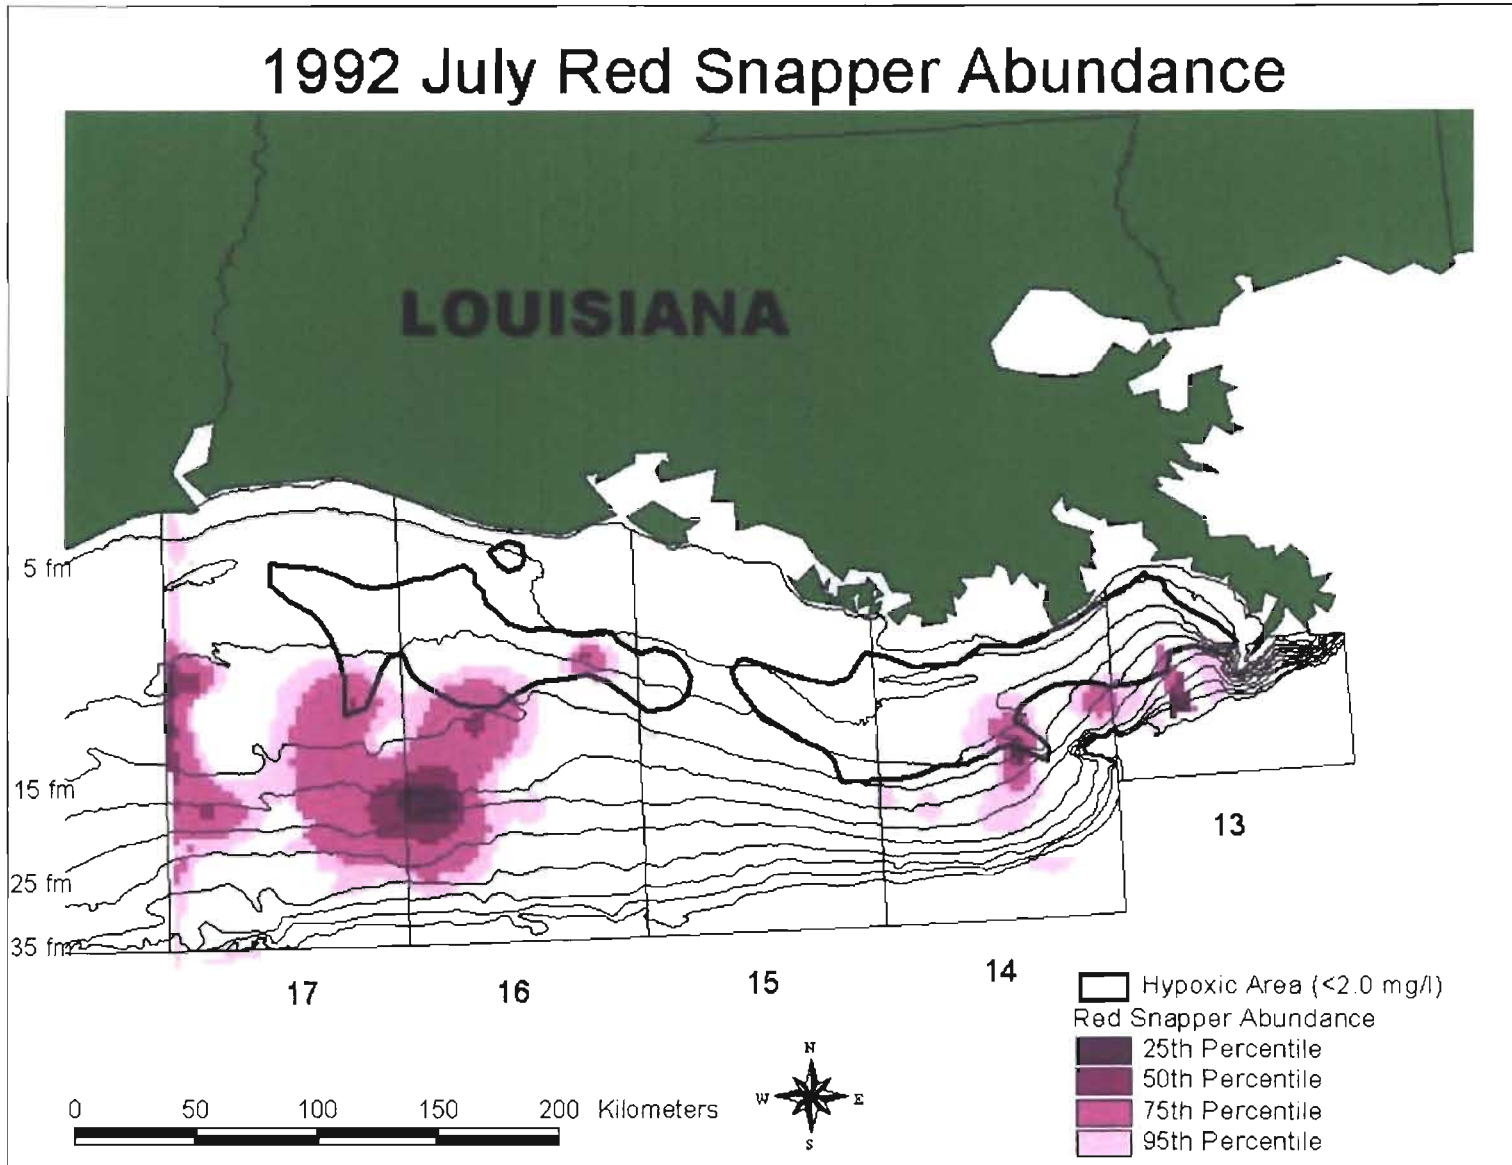 1992 July Red Snapper Abundance
LOUISIANA
5 fm
15 fm
25 fm
35 fm
13
14
15
16
17
Hypoxic Area (<2.0 mg/l)
Red Snapper Abundance
25th Percentile
50th Percentile
75th Percentile
95th Percentile
N
W E
S
0 50 100 150 200 Kilometers